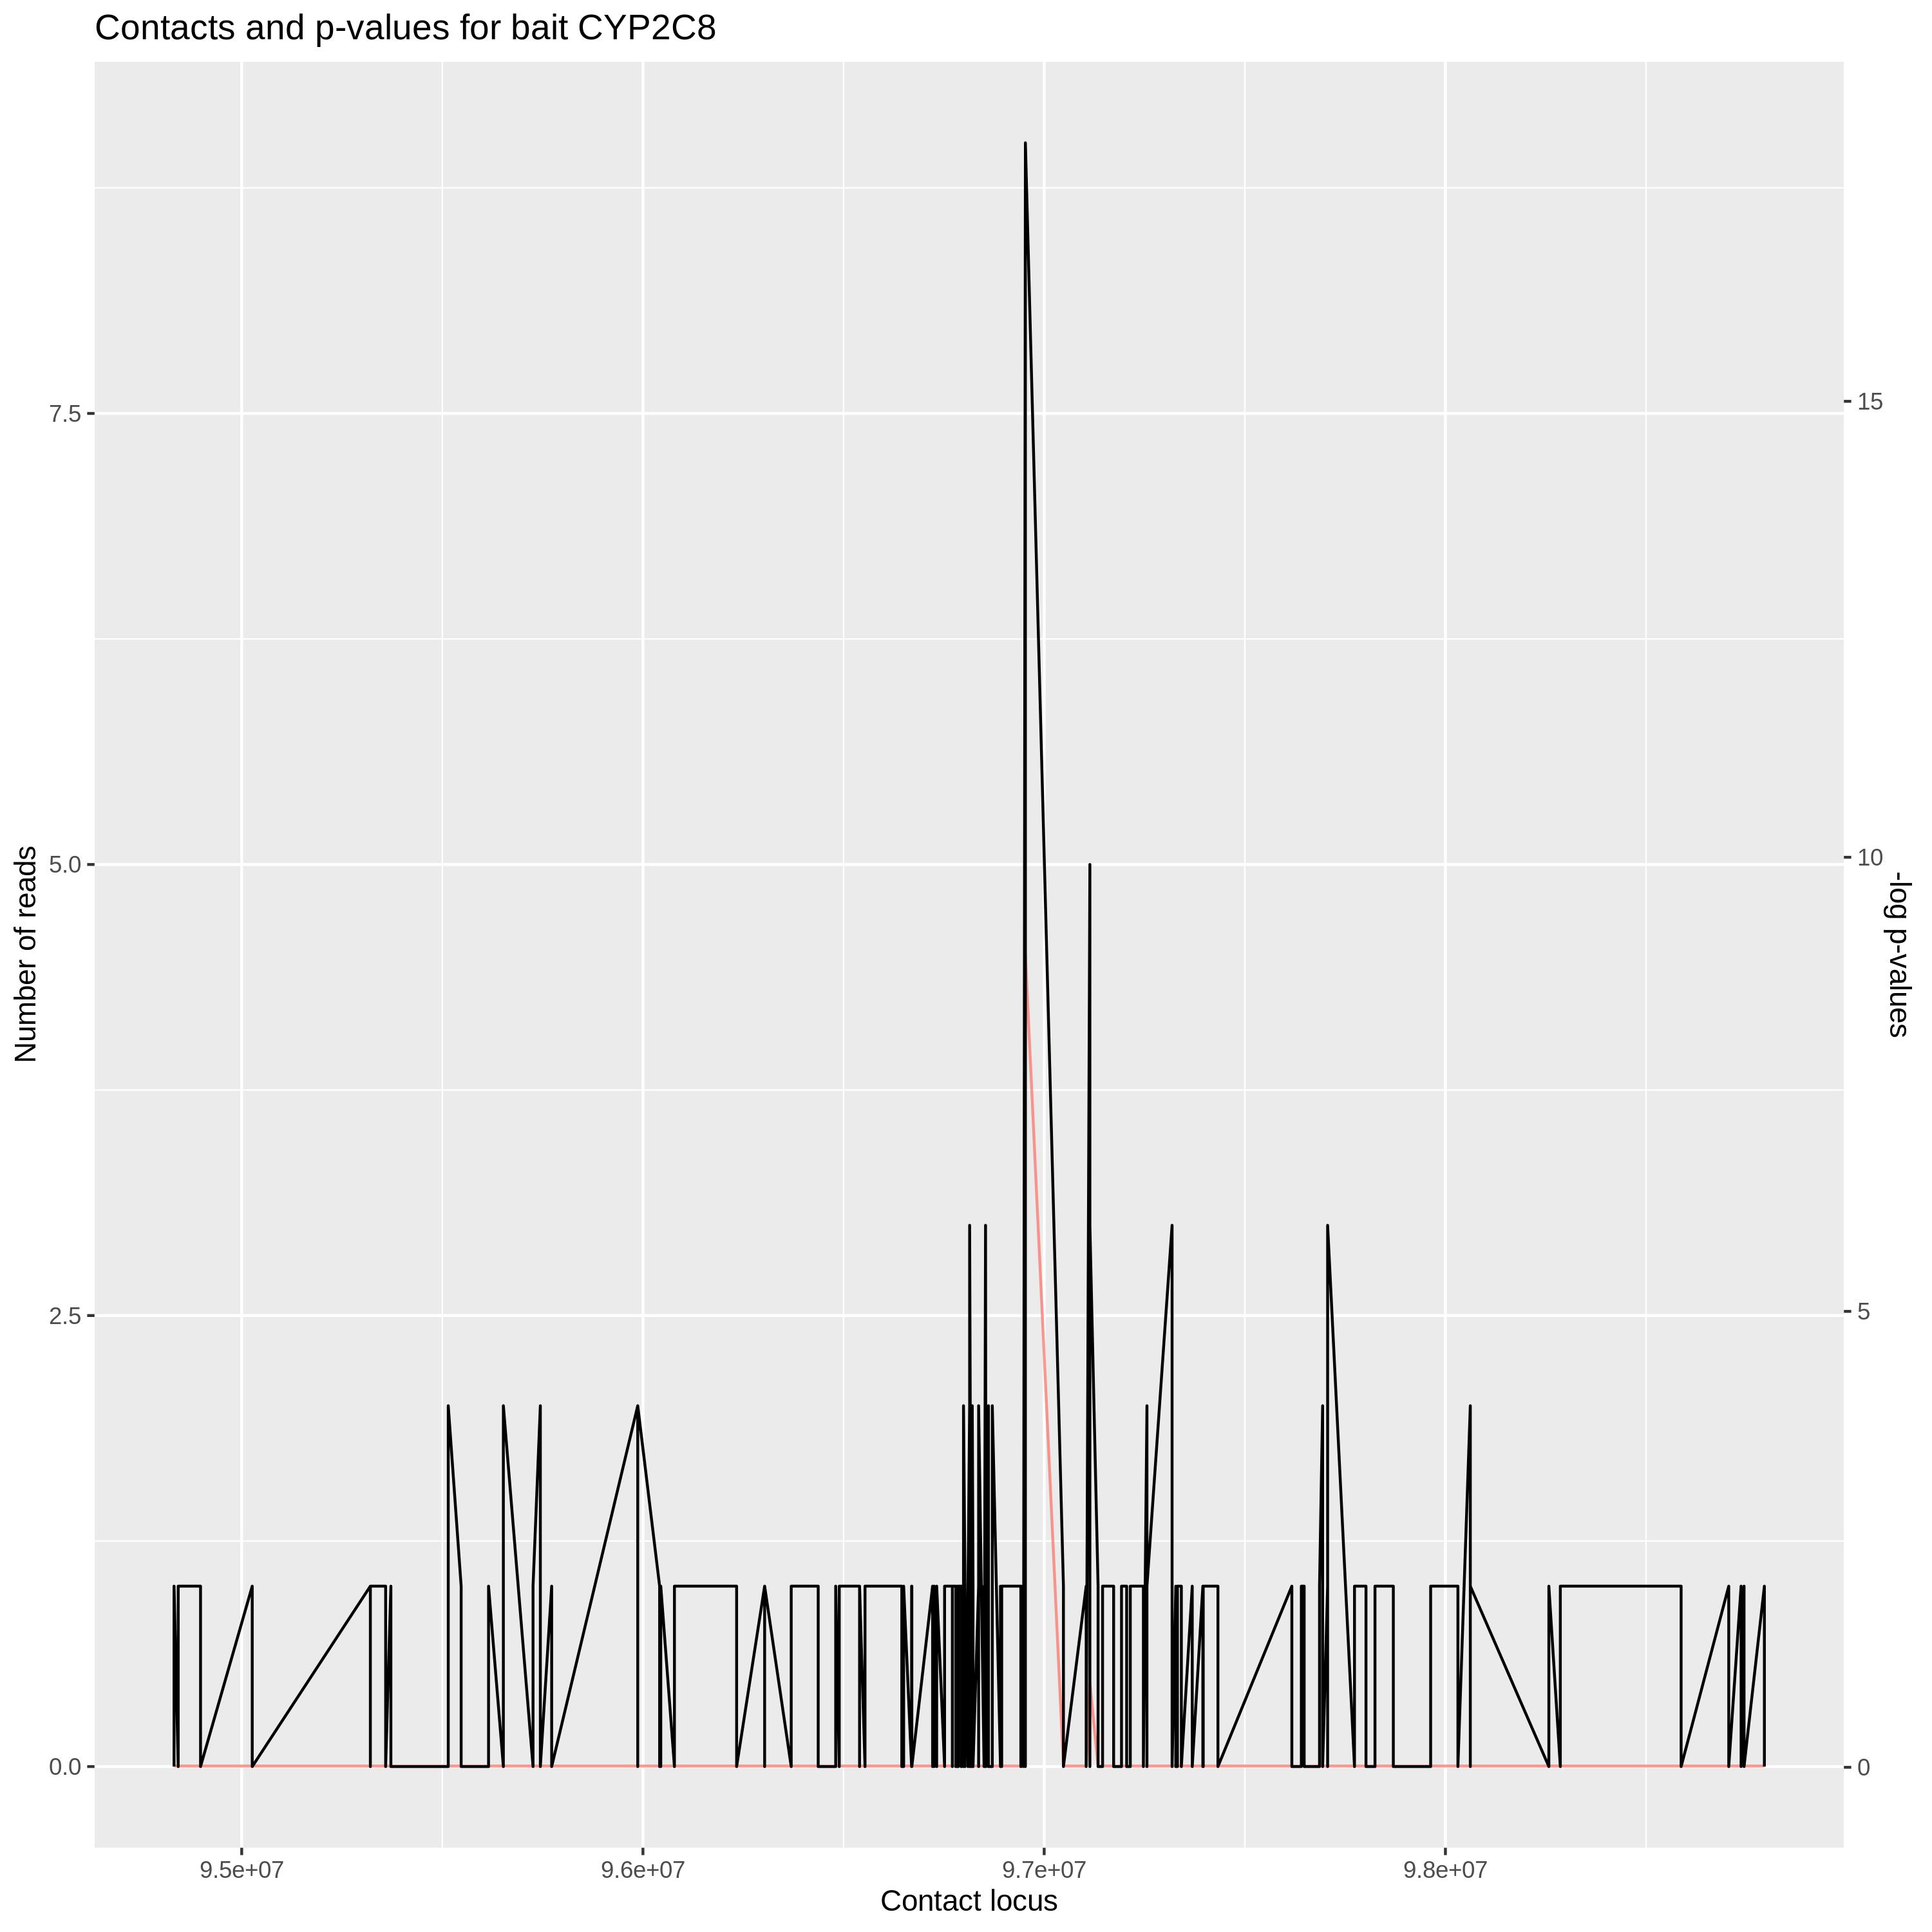 Contacts and p-values for bait CYP2C8
Number of reads
7.5
5.0
2.5
0.0
15
10
5
0
-log p-values
9.5e+07 9.6e+07 9.7e+07 9.8e+07
Contact locus